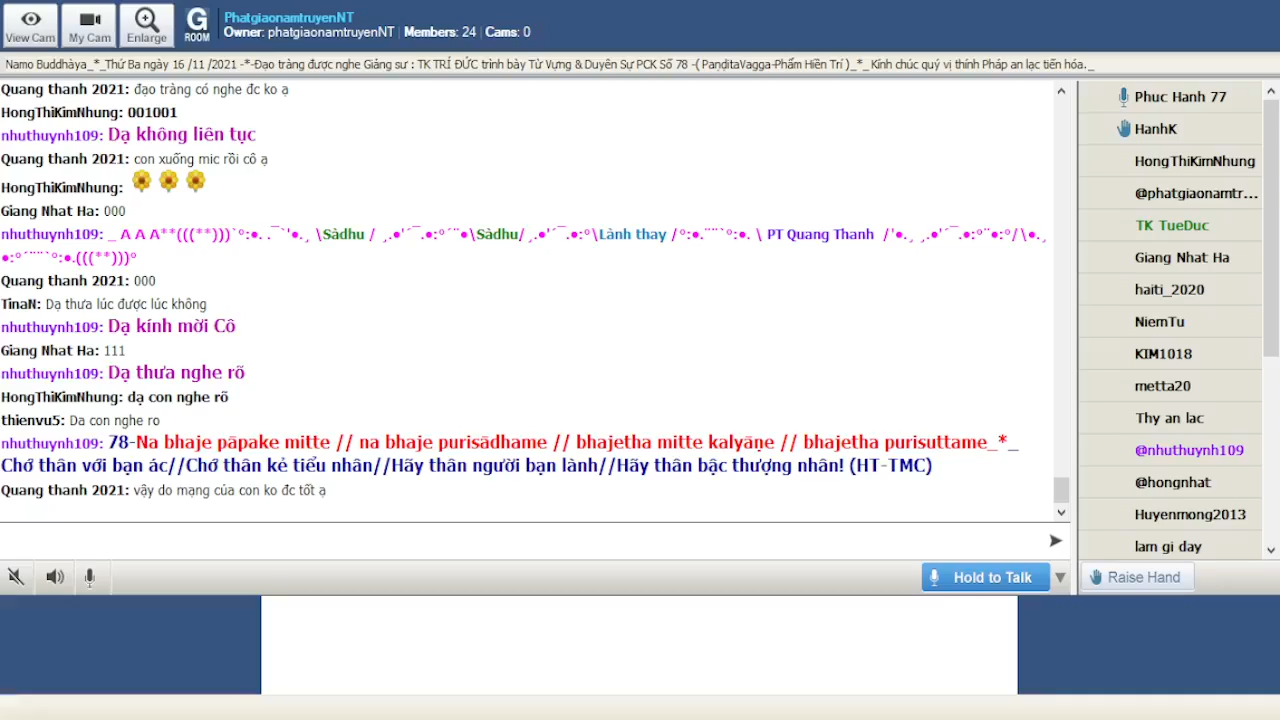 View Cam
My Cam
Enlarge
G
ROOM
PhatgiaonamtruyenNT
Owner: phatgiaonamtruyenNT | Members: 24 | Cams: 0
Namo Buddhàya_*_Thứ Ba ngày 16 /11 /2021 -*-Đạo tràng được nghe Giảng sư : TK TRÍ ĐỨC trình bày Từ Vựng & Duyên Sự PCK Số 78 -( PaṇḍitaVagga-Phẩm Hiền Trí )_*_ Kính chúc quý vị thính Pháp an lạc tiến hóa._
Quang thanh 2021: đạo tràng có nghe đc ko ạ
HongThiKimNhung: 001001
nhuthuynh109: Dạ không liên tục
Quang thanh 2021: con xuống mic rồi cô ạ
HongThiKimNhung:
Giang Nhat Ha: 000
nhuthuynh109: _ A A A**(((**)))`°:●. .¯`'●.¸ \Sàdhu / ¸.●'´¯.●:°´¨●\Sàdhu/¸.●'´¯.●:°\Lành thay /°:●.¨¨`°:●. \ PT Quang Thanh /'●.¸ ¸.●'´¯.●:°¨●:°/\●.¸
●:°´¨¨`°:●.(((**)))°
Quang thanh 2021: 000
TinaN: Dạ thưa lúc được lúc không
nhuthuynh109: Dạ kính mời Cô
Giang Nhat Ha: 111
nhuthuynh109: Dạ thưa nghe rõ
HongThiKimNhung: dạ con nghe rõ
thienvu5: Da con nghe ro
nhuthuynh109: 78-Na bhaje pāpake mitte // na bhaje purisādhame // bhajetha mitte kalyāṇe // bhajetha purisuttame_*_
Chớ thân với bạn ác//Chớ thân kẻ tiểu nhân//Hãy thân người bạn lành//Hãy thân bậc thượng nhân! (HT-TMC)
Quang thanh 2021: vậy do mạng của con ko đc tốt ạ
Hold to Talk
Phuc Hanh 77
HanhK
HongThiKimNhung
@phatgiaonamtr...
TK TueDuc
Giang Nhat Ha
haiti_2020
NiemTu
KIM1018
metta20
Thy an lac
@nhuthuynh109
@hongnhat
Huyenmong2013
lam gi day
Raise Hand